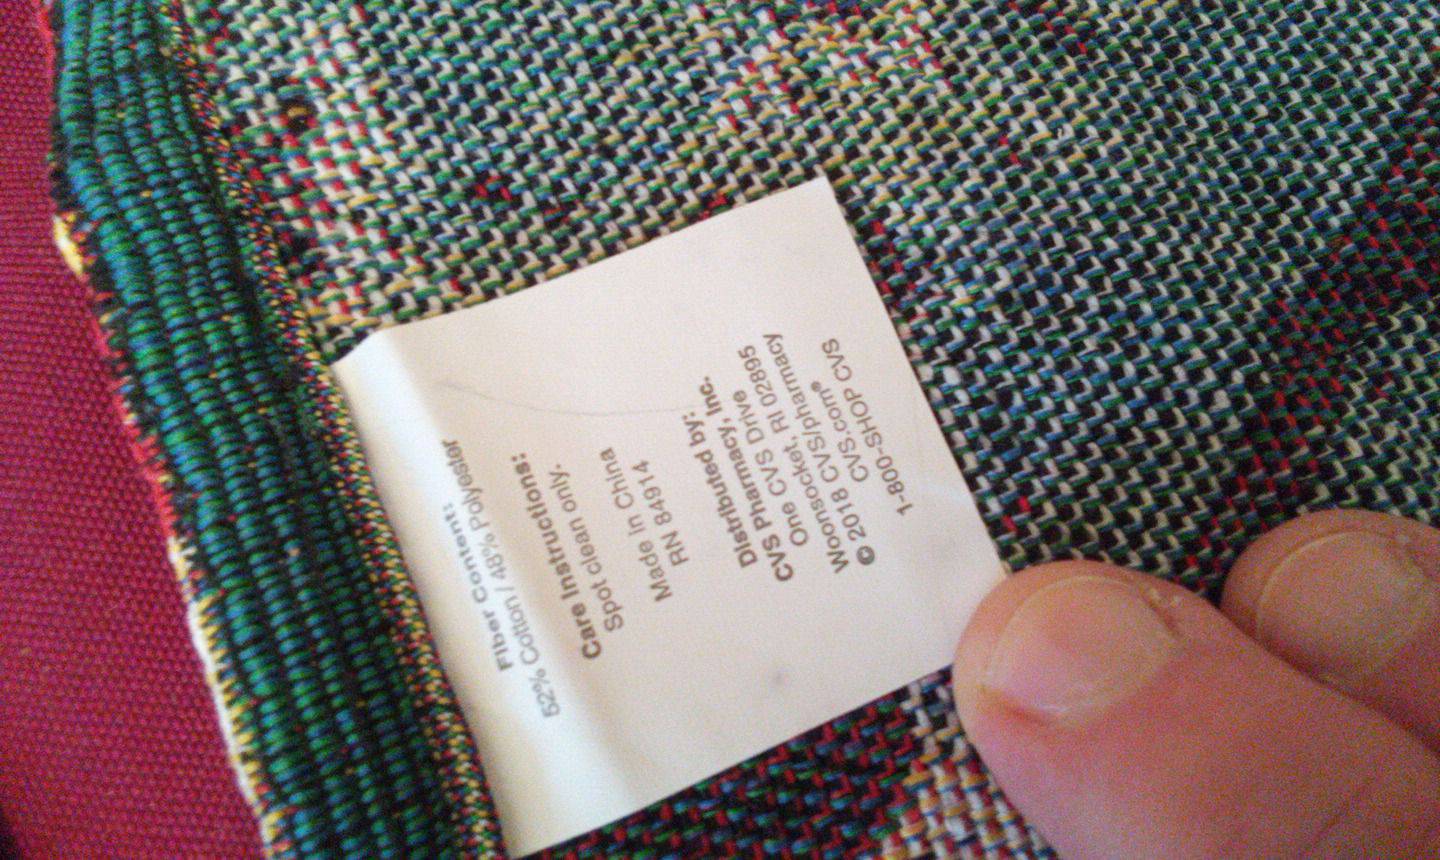 Fiber Content:
52% Cotton / 48% Polyester
Care Instructions:
Spot clean only.
Made in China
RN 84914
Distributed by:
CVS Pharmacy, Inc.
One CVS Drive
Woonsocket, RI 02895
© 2018 CVS/pharmacy
CVS.com®
1-800-SHOP CVS